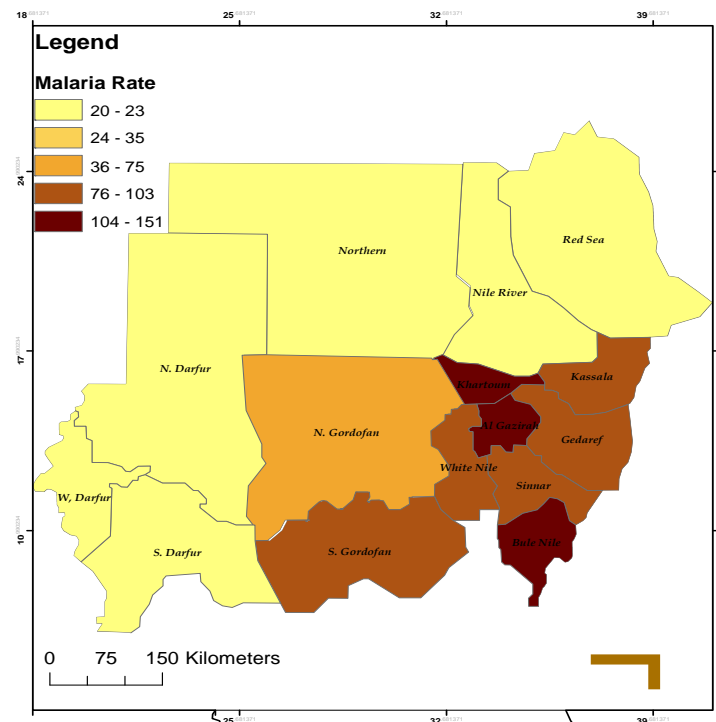 18 25 32 39
Legend
Malaria Rate
20 - 23
24 - 35
36 - 75
76 - 103
104 - 151
24
Red Sea
Northern
Nile River
17
N. Darfur
Kassala
Khartoum
N. Gordofan
Al Gazirah
Gedaref
White Nile
Sinnar
W, Darfur
10
Bule Nile
S. Darfur
S. Gordofan
0 75 150 Kilometers
25 32 39